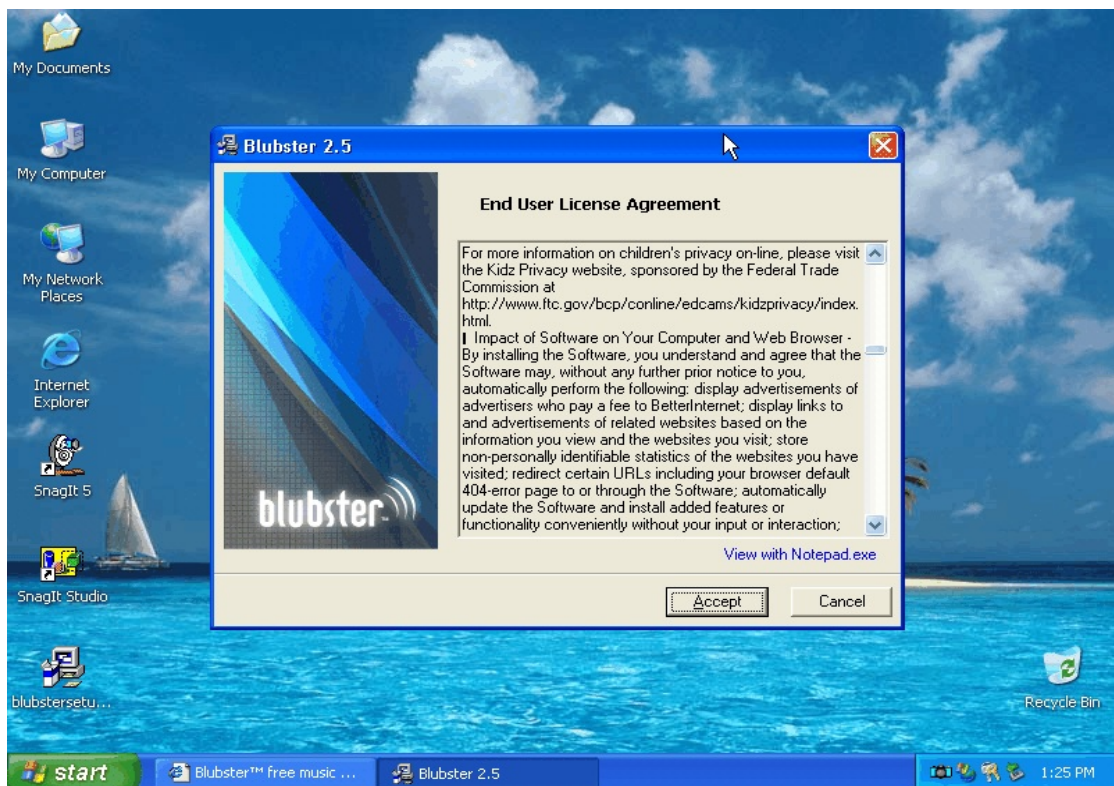 My Documents
My Computer
My Network
Places
Internet
Explorer
SnagIt 5
SnagIt Studio
blubstersetu...
Blubster 2.5
blubster
End User License Agreement
For more information on children's privacy on-line, please visit
the Kidz Privacy website, sponsored by the Federal Trade
Commission at
http://www.ftc.gov/bcp/conline/edcams/kidzprivacy/index.
html.
Impact of Software on Your Computer and Web Browser -
By installing the Software, you understand and agree that the
Software may, without any further prior notice to you,
automatically perform the following: display advertisements of
advertisers who pay a fee to BetterInternet; display links to
and advertisements of related websites based on the
information you view and the websites you visit; store
non-personally identifiable statistics of the websites you have
visited; redirect certain URLs including your browser default
404-error page to or through the Software; automatically
update the Software and install added features or
functionality conveniently without your input or interaction;
View with Notepad.exe
Accept
Cancel
Recycle Bin
start
Blubster™ free music ...
Blubster 2.5
1:25 PM